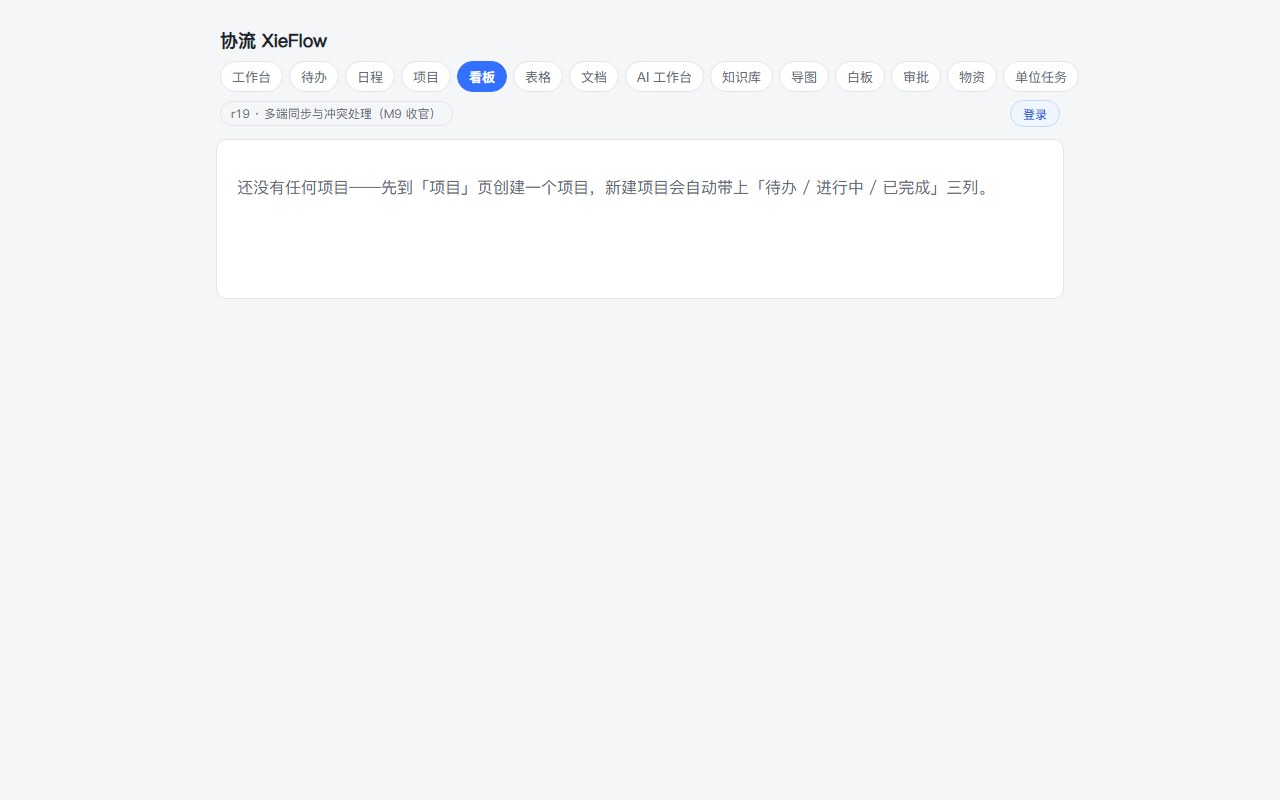 协流 XieFlow
工作台 待办 日程 项目 看板 表格 文档 AI 工作台 知识库 导图 白板 审批 物资 单位任务
r19 · 多端同步与冲突处理（M9 收官） 登录
还没有任何项目——先到「项目」页创建一个项目，新建项目会自动带上「待办 / 进行中 / 已完成」三列。